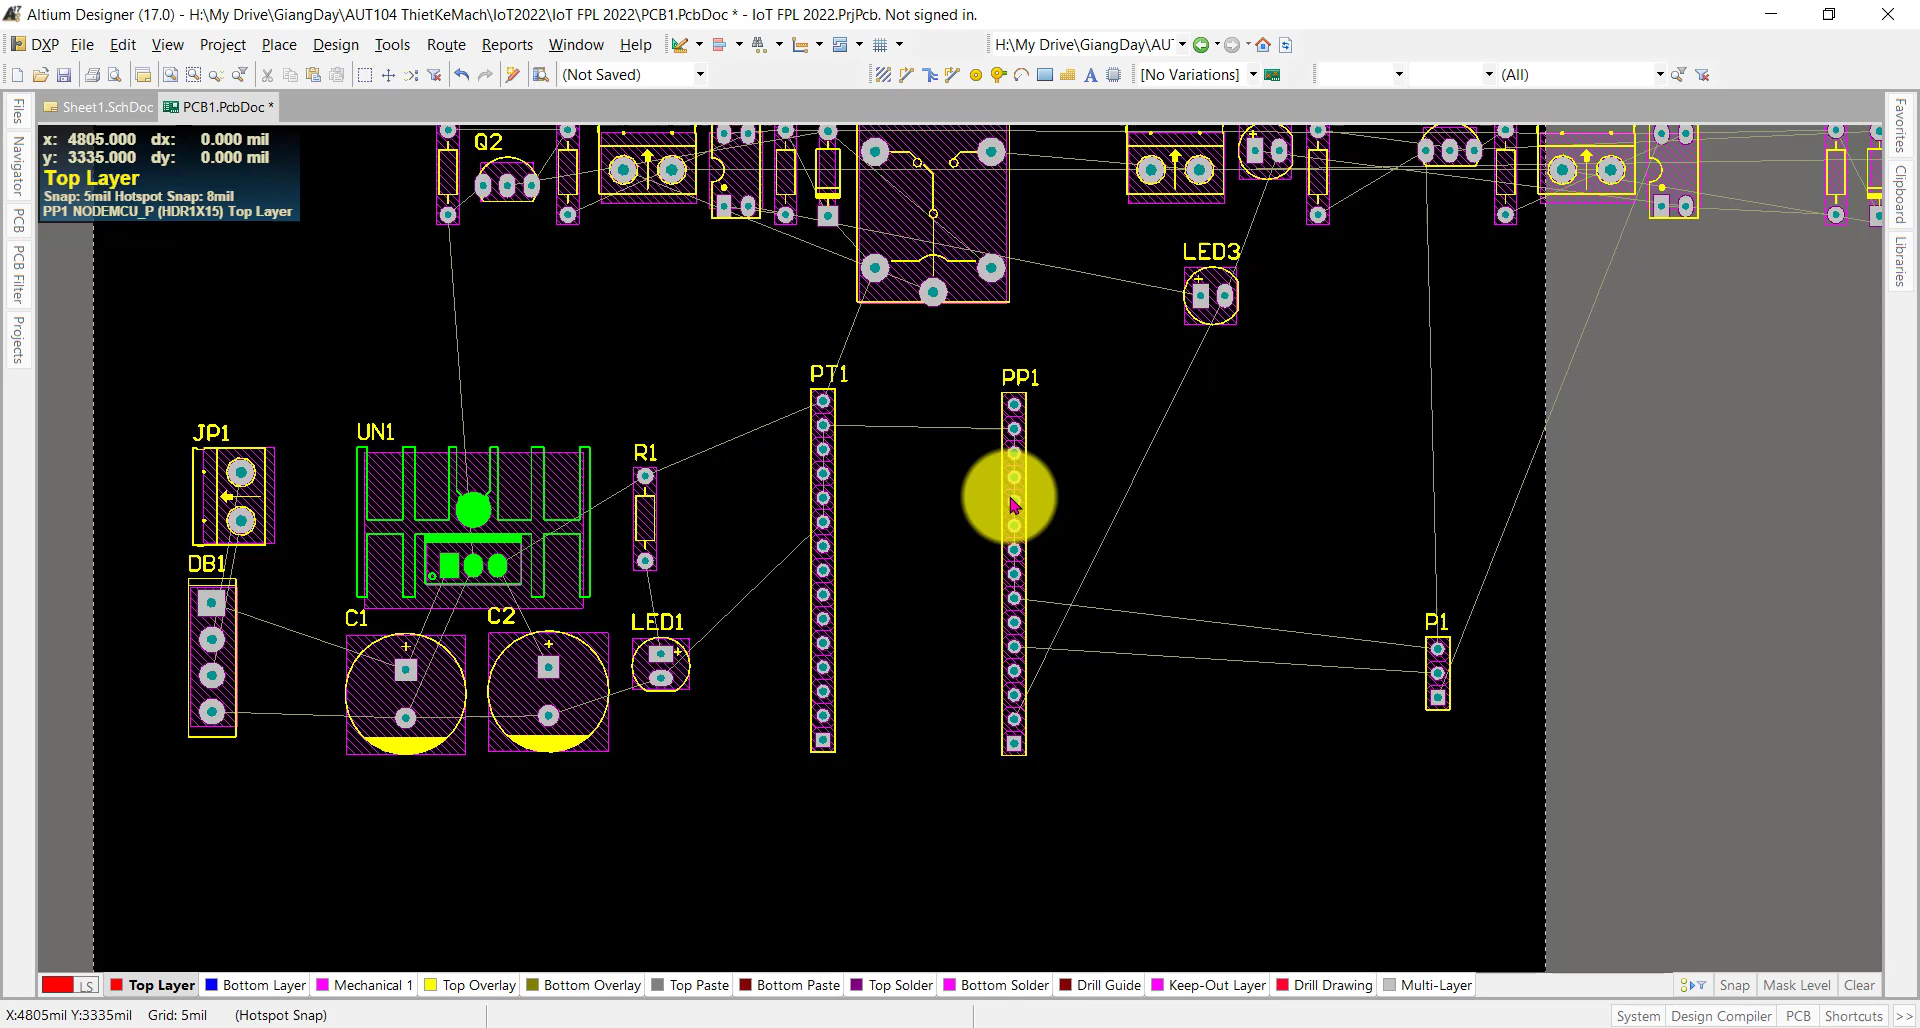 Altium Designer (17.0) - H:\My Drive\GiangDay\AUT104 ThietKeMach\IoT2022\IoT FPL 2022\PCB1.PcbDoc * - IoT FPL 2022.PrjPcb. Not signed in.
DXP File Edit View Project Place Design Tools Route Reports Window Help H:\My Drive\GiangDay\AU
(Not Saved) [No Variations] (All)
Sheet1.SchDoc PCB1.PcbDoc *
Files
Navigator
PCB
PCB Filter
Projects
Favorites
Clipboard
Libraries
x: 4805.000 dx: 0.000 mil
y: 3335.000 dy: 0.000 mil
Top Layer
Snap: 5mil Hotspot Snap: 8mil
PP1 NODEMCU_P (HDR1X15) Top Layer
Q2
LED3
PT1
PP1
JP1
UN1
R1
DB1
C1
C2
LED1
P1
LS Top Layer Bottom Layer Mechanical 1 Top Overlay Bottom Overlay Top Paste Bottom Paste Top Solder Bottom Solder Drill Guide Keep-Out Layer Drill Drawing Multi-Layer Snap Mask Level Clear
X:4805mil Y:3335mil Grid: 5mil (Hotspot Snap) System Design Compiler PCB Shortcuts >>